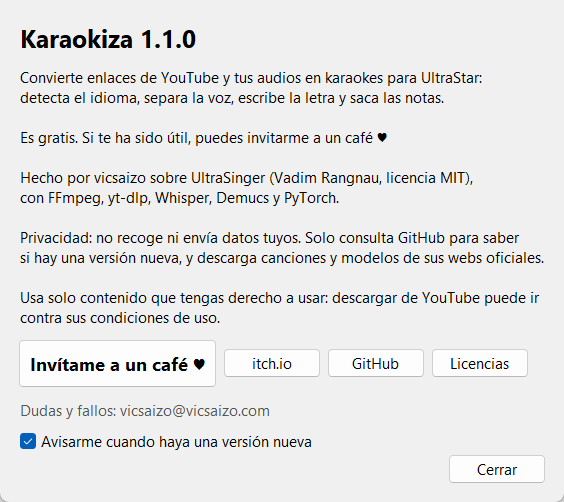 Karaokiza 1.1.0
Convierte enlaces de YouTube y tus audios en karaokes para UltraStar:
detecta el idioma, separa la voz, escribe la letra y saca las notas.
Es gratis. Si te ha sido útil, puedes invitarme a un café ♥
Hecho por vicsaizo sobre UltraSinger (Vadim Rangnau, licencia MIT),
con FFmpeg, yt-dlp, Whisper, Demucs y PyTorch.
Privacidad: no recoge ni envía datos tuyos. Solo consulta GitHub para saber
si hay una versión nueva, y descarga canciones y modelos de sus webs oficiales.
Usa solo contenido que tengas derecho a usar: descargar de YouTube puede ir
contra sus condiciones de uso.
Invítame a un café ♥ itch.io GitHub Licencias
Dudas y fallos: vicsaizo@vicsaizo.com
Avisarme cuando haya una versión nueva
Cerrar